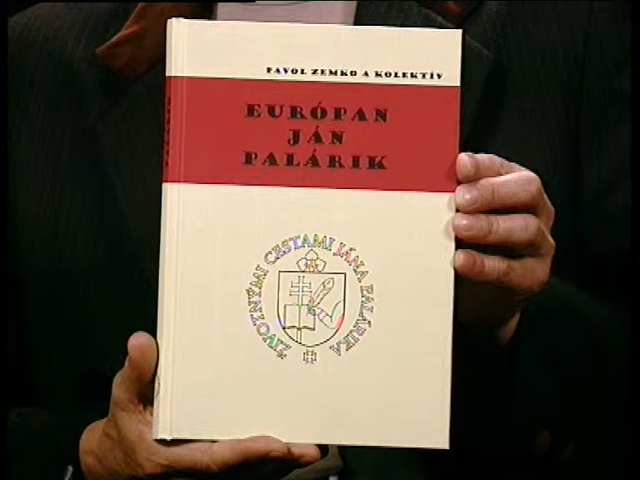 PAVOL ZEMKO A KOLEKTÍV
EURÓPAN
JÁN
PALÁRIK
ŽIVOTNÝMI CESTAMI JÁNA PALÁRIKA